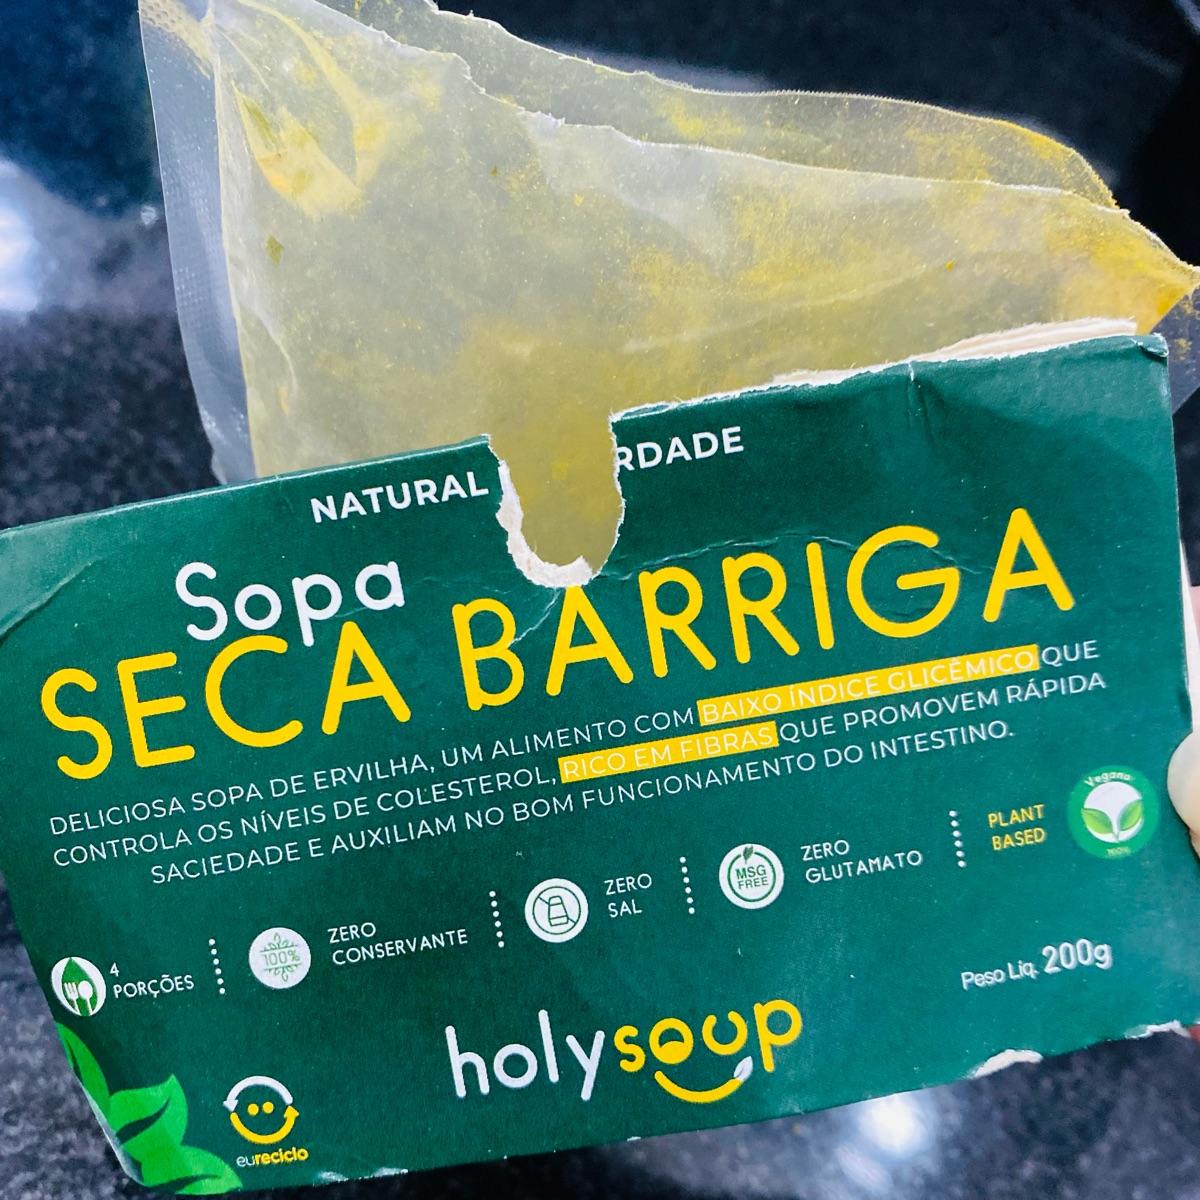 NATURAL RDADE
Sopa
SECA BARRIGA
DELICIOSA SOPA DE ERVILHA, UM ALIMENTO COM BAIXO ÍNDICE GLICÊMICO QUE
CONTROLA OS NÍVEIS DE COLESTEROL, RICO EM FIBRAS QUE PROMOVEM RÁPIDA
SACIEDADE E AUXILIAM NO BOM FUNCIONAMENTO DO INTESTINO.
4
PORÇÕES
100%
ZERO
CONSERVANTE
ZERO
SAL
MSG
FREE
ZERO
GLUTAMATO
PLANT
BASED
Vegano
100%
Peso Liq. 200g
holysoup
eureciclo